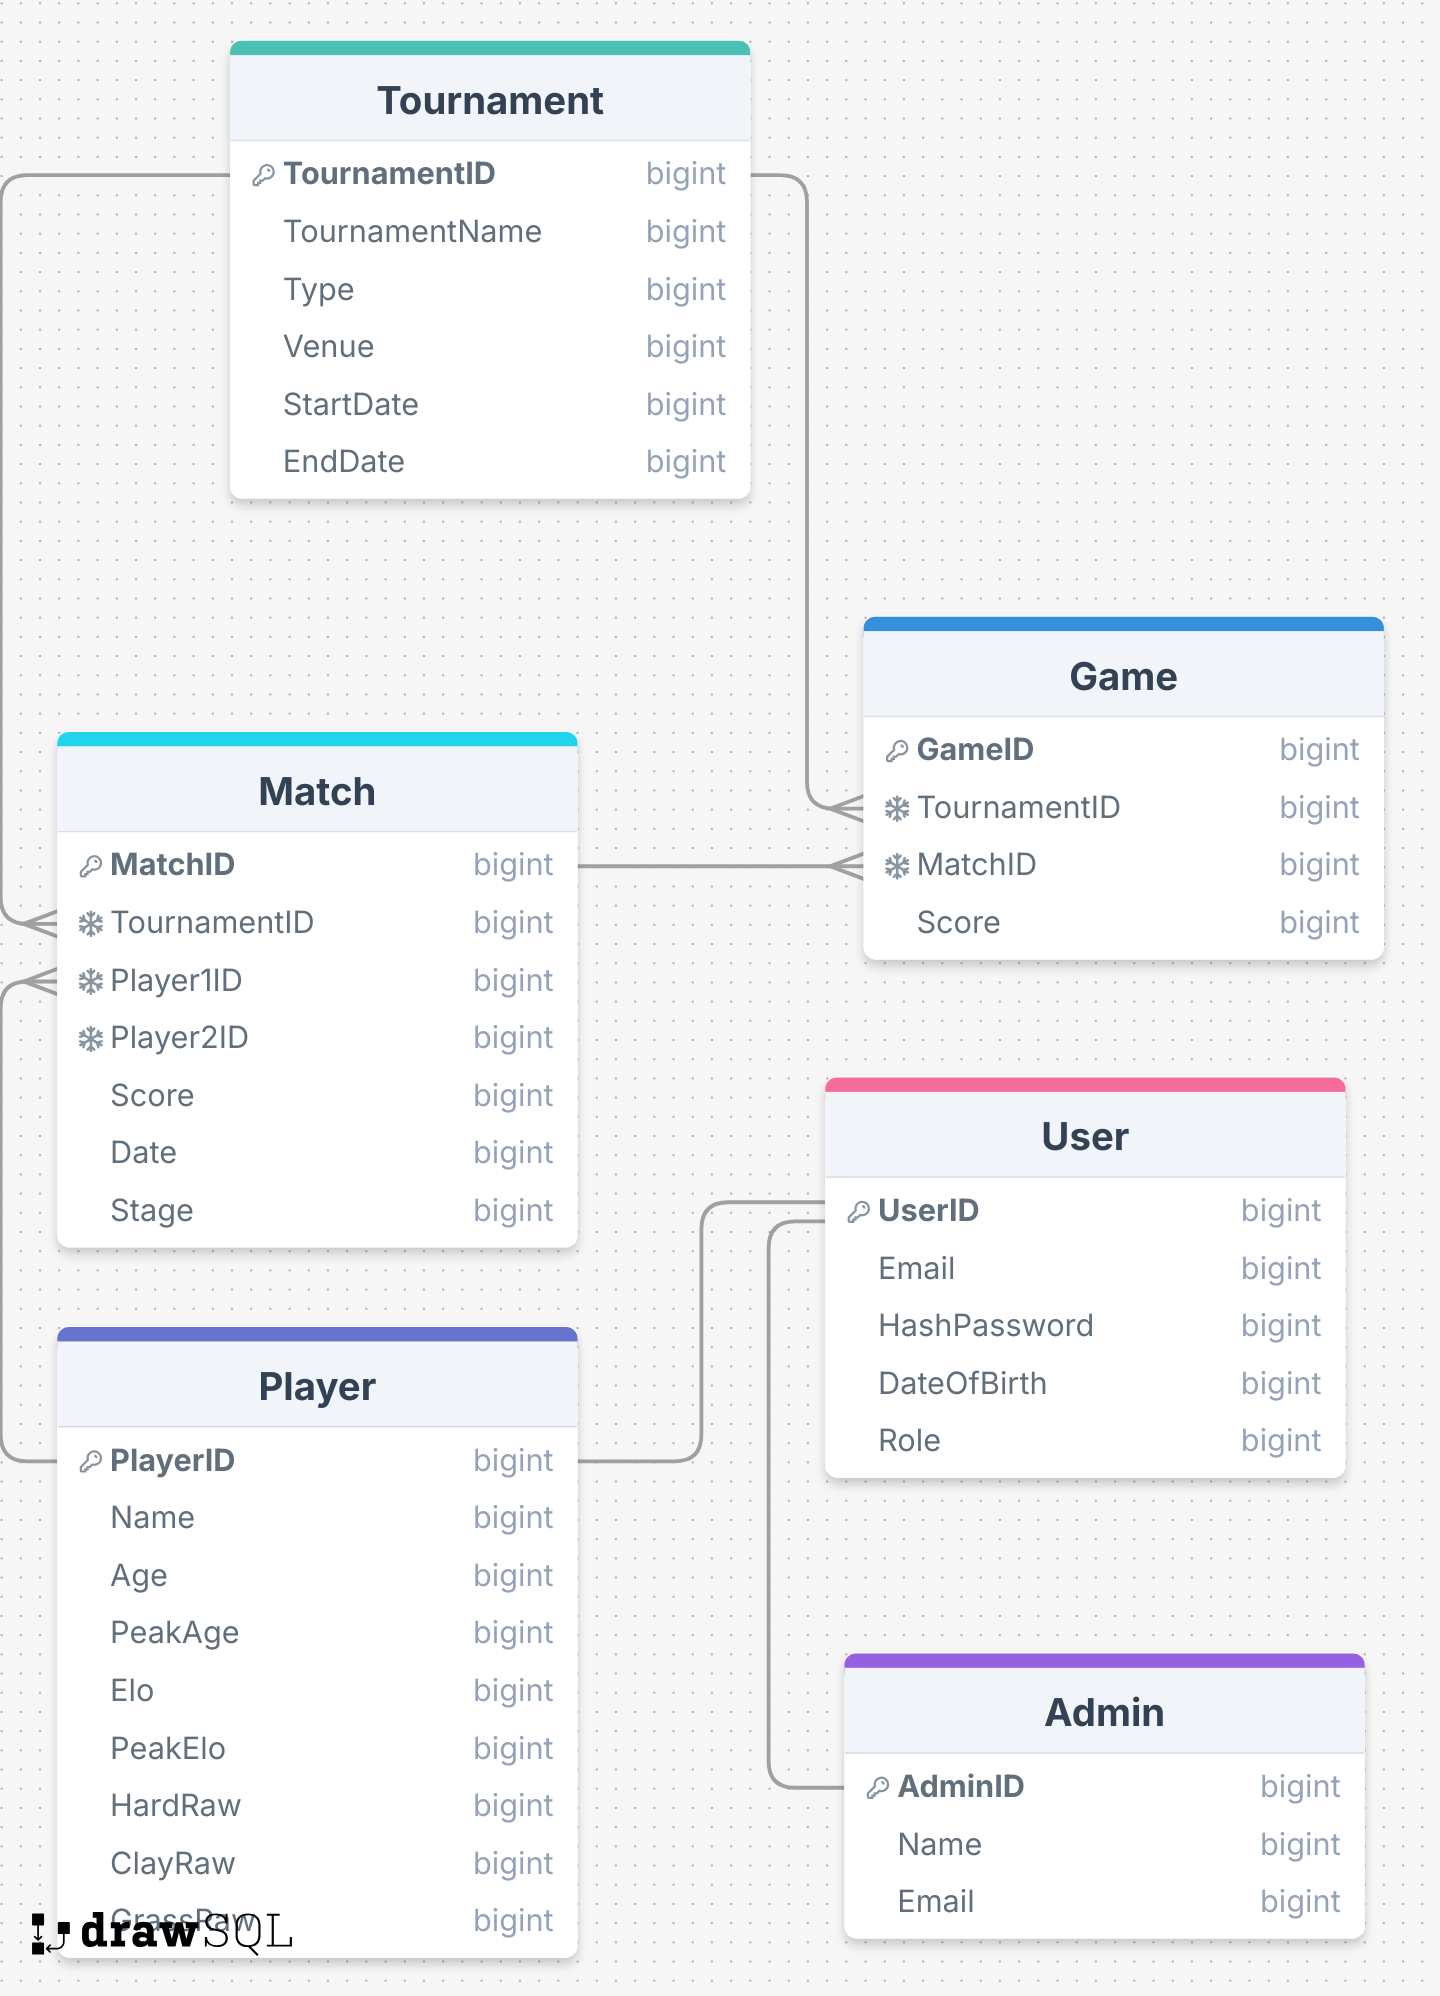 Tournament
TournamentID bigint
TournamentName bigint
Type bigint
Venue bigint
StartDate bigint
EndDate bigint
Game
GameID bigint
TournamentID bigint
MatchID bigint
Score bigint
Match
MatchID bigint
TournamentID bigint
Player1ID bigint
Player2ID bigint
Score bigint
Date bigint
Stage bigint
User
UserID bigint
Email bigint
HashPassword bigint
DateOfBirth bigint
Role bigint
Player
PlayerID bigint
Name bigint
Age bigint
PeakAge bigint
Elo bigint
PeakElo bigint
HardRaw bigint
ClayRaw bigint
GrassRaw bigint
Admin
AdminID bigint
Name bigint
Email bigint
drawSQL